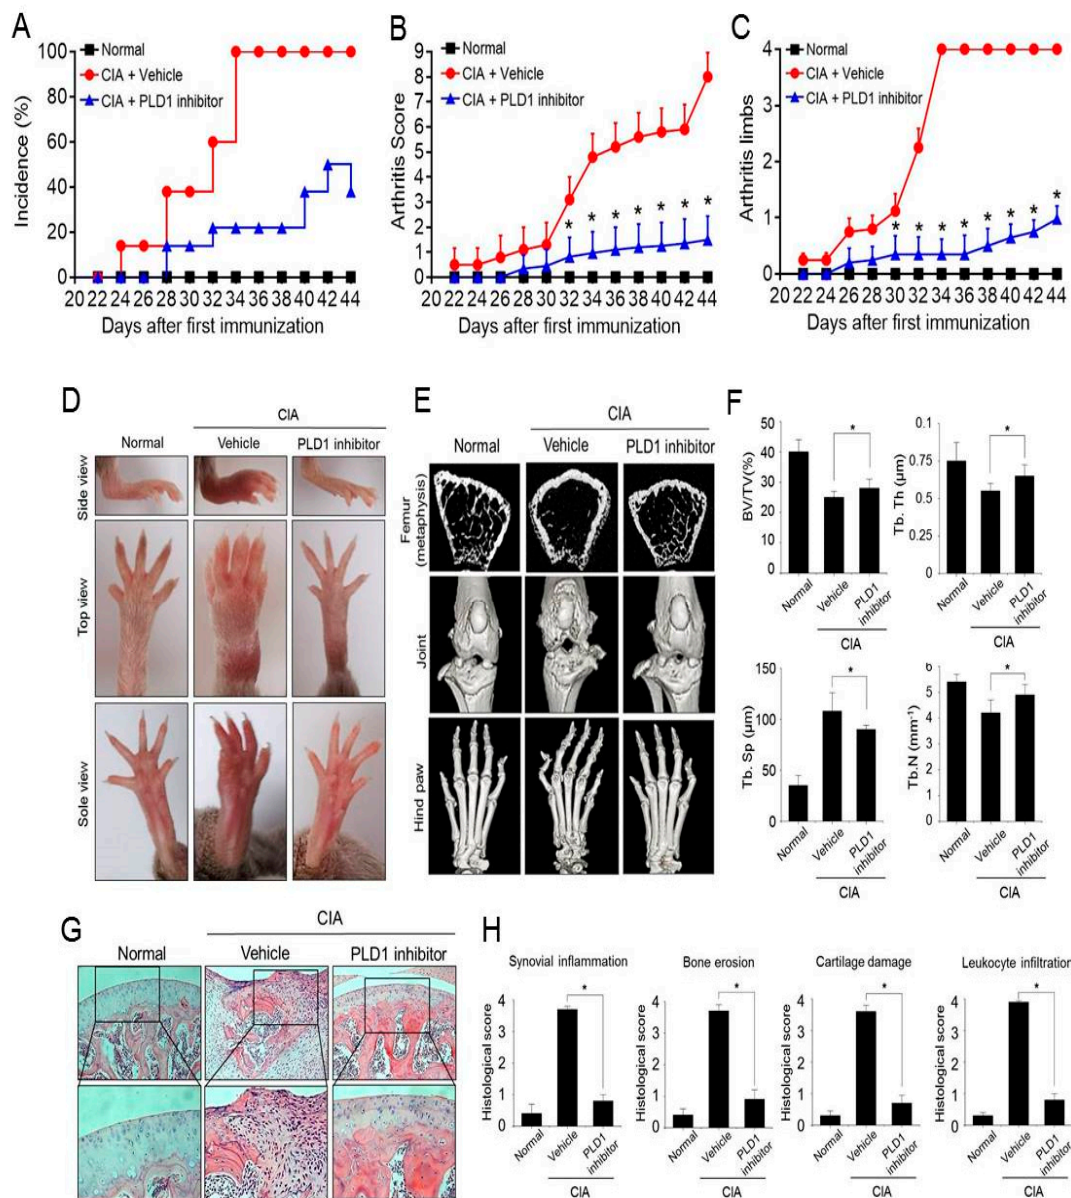 A
Normal
CIA + Vehicle
CIA + PLD1 inhibitor
Incidence (%)
100
80
60
40
20
0
20 22 24 26 28 30 32 34 36 38 40 42 44
Days after first immunization
B
Normal
CIA + Vehicle
CIA + PLD1 inhibitor
Arthritis Score
9
8
7
6
5
4
3
2
1
0
* * * * * * *
20 22 24 26 28 30 32 34 36 38 40 42 44
Days after first immunization
C
Normal
CIA + Vehicle
CIA + PLD1 inhibitor
Arthritis limbs
4
3
2
1
0
* * * * * * * *
20 22 24 26 28 30 32 34 36 38 40 42 44
Days after first immunization
D
CIA
Normal Vehicle PLD1 inhibitor
Side view
Top view
Sole view
E
CIA
Normal Vehicle PLD1 inhibitor
Femur
(metaphysis)
Joint
Hind paw
F
BV/TV(%)
50
40
30
20
10
0
*
Normal
Vehicle
PLD1
inhibitor
CIA
Tb. Th (μm)
1
0.75
0.5
0.25
0
*
Normal
Vehicle
PLD1
inhibitor
CIA
Tb. Sp (μm)
150
100
50
0
*
Normal
Vehicle
PLD1
inhibitor
CIA
Tb.N (mm⁻¹)
6
5
4
3
2
1
0
*
Normal
Vehicle
PLD1
inhibitor
CIA
G
CIA
Normal Vehicle PLD1 inhibitor
H
Synovial inflammation
Histological score
4
3
2
1
0
*
Normal
Vehicle
PLD1
inhibitor
CIA
Bone erosion
Histological score
4
3
2
1
0
*
Normal
Vehicle
PLD1
inhibitor
CIA
Cartilage damage
Histological score
4
3
2
1
0
*
Normal
Vehicle
PLD1
inhibitor
CIA
Leukocyte infiltration
Histological score
4
3
2
1
0
*
Normal
Vehicle
PLD1
inhibitor
CIA